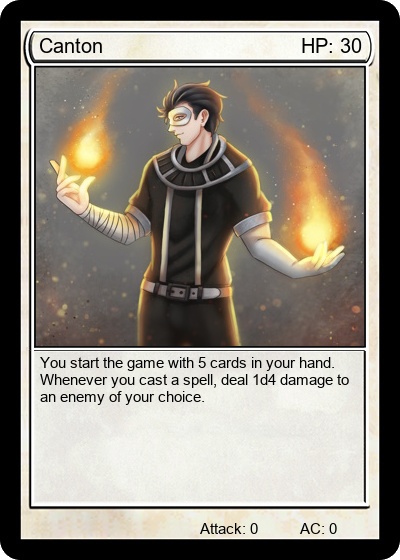 Canton HP: 30
You start the game with 5 cards in your hand.
Whenever you cast a spell, deal 1d4 damage to
an enemy of your choice.
Attack: 0 AC: 0